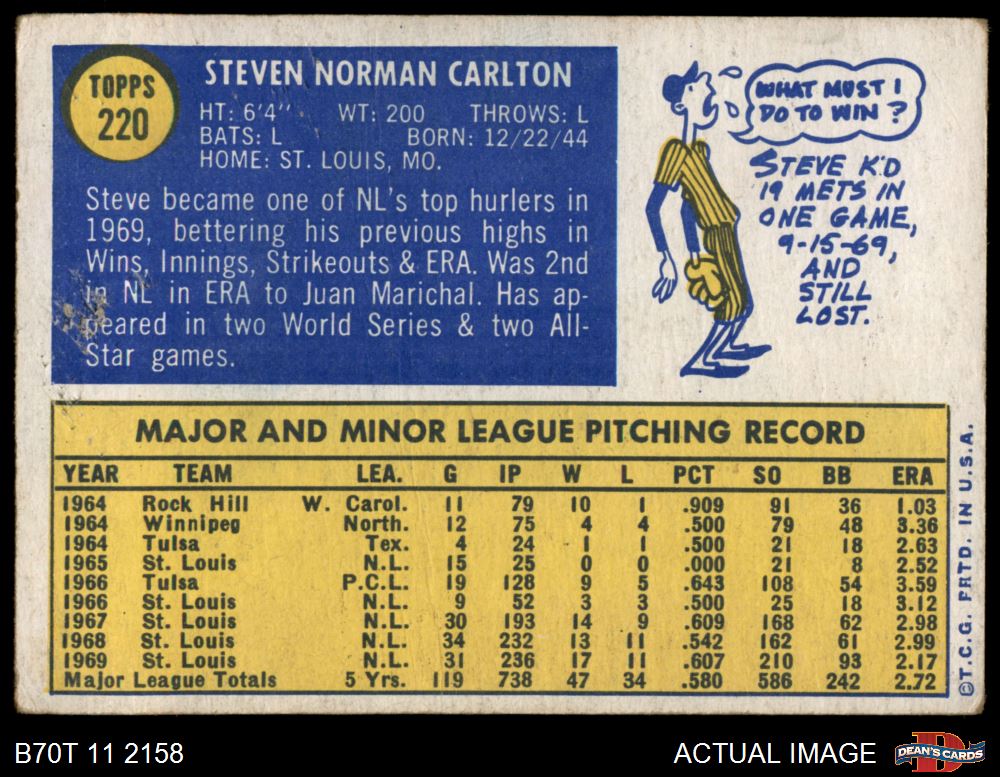 TOPPS
220
STEVEN NORMAN CARLTON
HT: 6'4" WT: 200 THROWS: L
BATS: L BORN: 12/22/44
HOME: ST. LOUIS, MO.
Steve became one of NL's top hurlers in
1969, bettering his previous highs in
Wins, Innings, Strikeouts & ERA. Was 2nd
in NL in ERA to Juan Marichal. Has ap-
peared in two World Series & two All-
Star games.
WHAT MUST I
DO TO WIN?
STEVE K'D
19 METS IN
ONE GAME,
9-15-69,
AND
STILL
LOST.
MAJOR AND MINOR LEAGUE PITCHING RECORD
YEAR TEAM LEA. G IP W L PCT SO BB ERA
1964 Rock Hill W. Carol. 11 79 10 1 .909 91 36 1.03
1964 Winnipeg North. 12 75 4 4 .500 79 48 3.36
1964 Tulsa Tex. 4 24 1 1 .500 21 18 2.63
1965 St. Louis N.L. 15 25 0 0 .000 21 8 2.52
1966 Tulsa P.C.L. 19 128 9 5 .643 108 54 3.59
1966 St. Louis N.L. 9 52 3 3 .500 25 18 3.12
1967 St. Louis N.L. 30 193 14 9 .609 168 62 2.98
1968 St. Louis N.L. 34 232 13 11 .542 162 61 2.99
1969 St. Louis N.L. 31 236 17 11 .607 210 93 2.17
Major League Totals 5 Yrs. 119 738 47 34 .580 586 242 2.72
©T.C.G. PRTD. IN U.S.A.
B70T 11 2158
ACTUAL IMAGE
DEAN'S CARDS